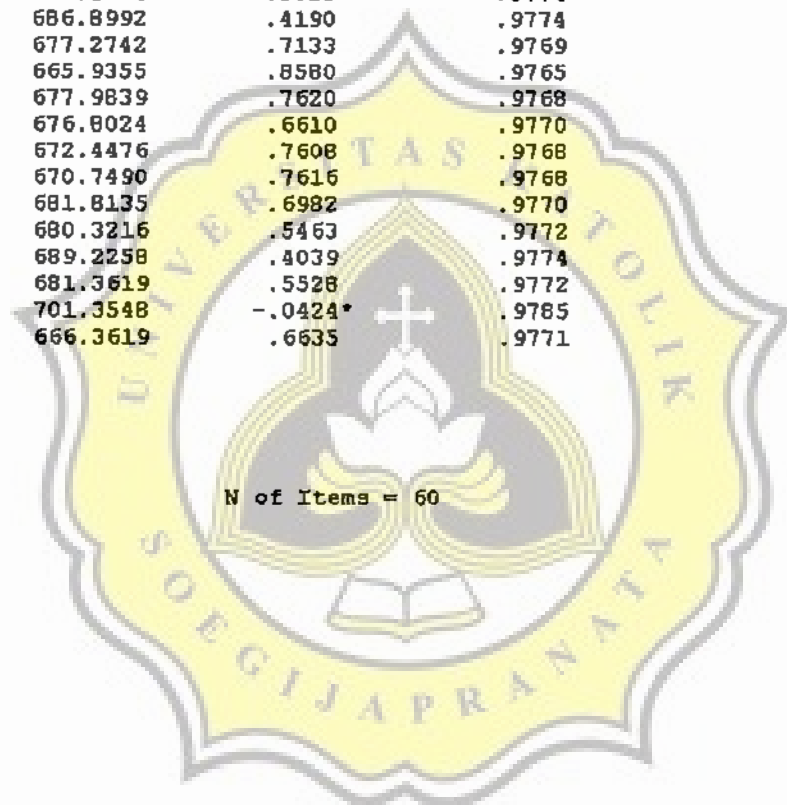 686.8992 .4190 .9774
677.2742 .7133 .9769
665.9355 .8580 .9765
677.9839 .7620 .9768
676.8024 .6610 .9770
672.4476 .7608 .9768
670.7490 .7616 .9768
681.8135 .6982 .9770
680.3216 .5463 .9772
689.2258 .4039 .9774
681.3619 .5528 .9772
701.3548 -.0424* .9785
666.3619 .6635 .9771
N of Items = 60
UNIVERSITAS KATOLIK
SOEGIJAPRANATA